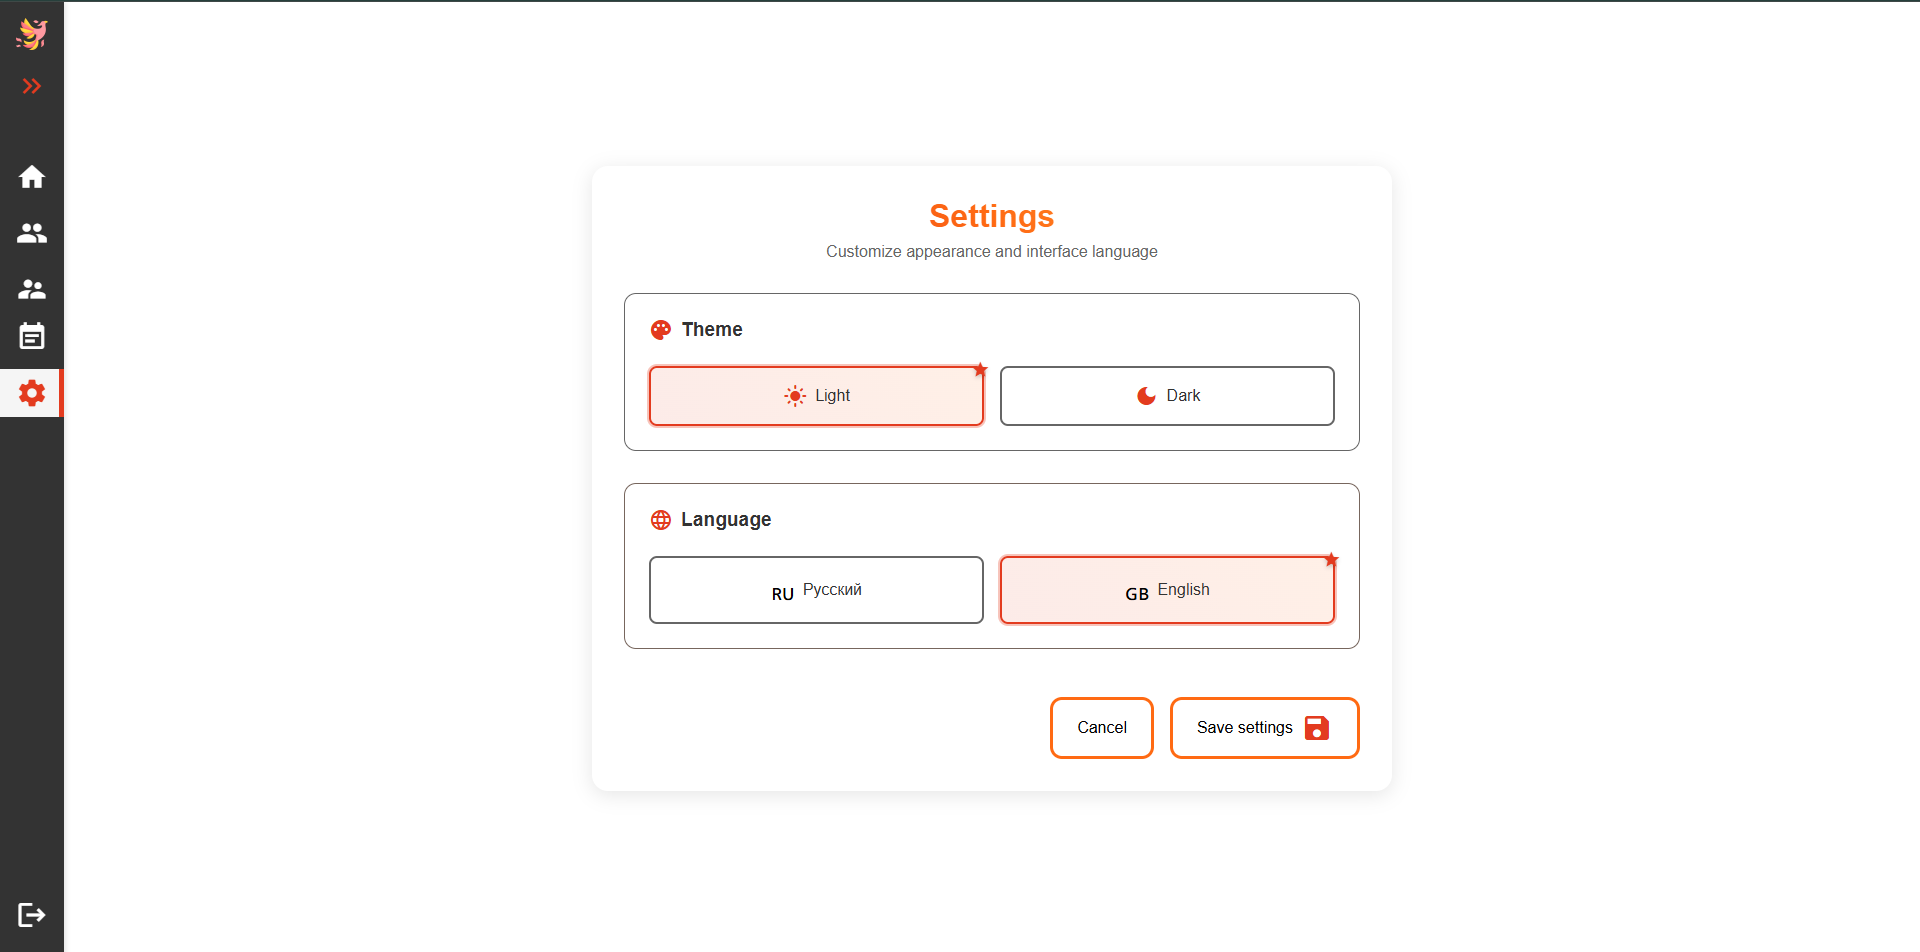 Settings
Customize appearance and interface language
Theme
Light
Dark
Language
RU Русский
GB English
Cancel
Save settings